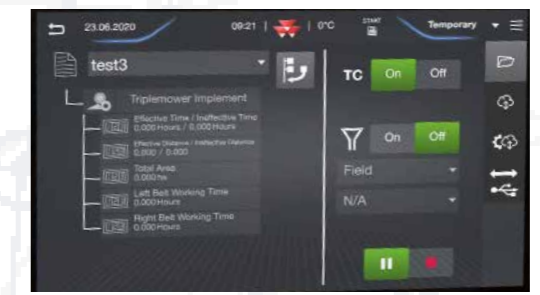 23.06.2020
09:21
0°C
START
Temporary
test3
TC
On
Off
Triplemower Implement
Effective Time / Ineffective Time
0.000 Hours / 0.000 Hours
Effective Distance / Ineffective Distance
0.000 / 0.000
Total Area
0.000 ha
Left Belt Working Time
0.000 Hours
Right Belt Working Time
0.000 Hours
On
Off
Field
N/A